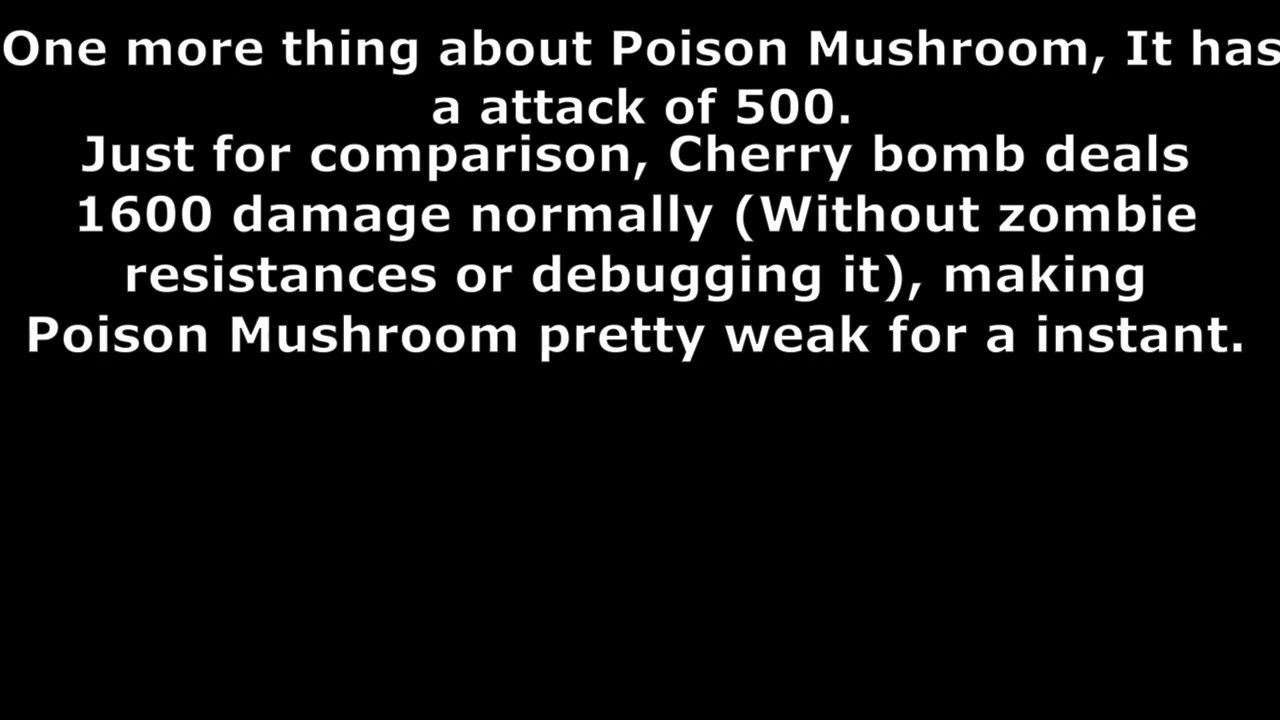 One more thing about Poison Mushroom, It has
a attack of 500.
Just for comparison, Cherry bomb deals
1600 damage normally (Without zombie
resistances or debugging it), making
Poison Mushroom pretty weak for a instant.